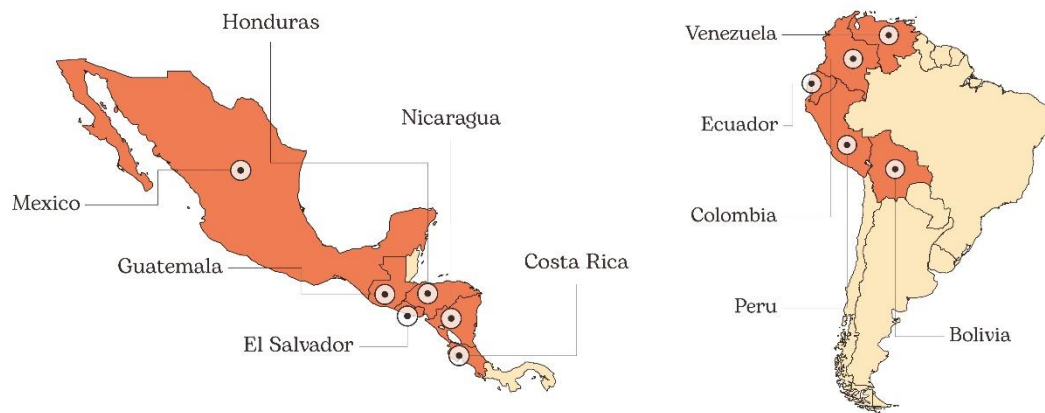 Honduras
Nicaragua
Mexico
Guatemala
Costa Rica
El Salvador
Venezuela
Ecuador
Colombia
Peru
Bolivia